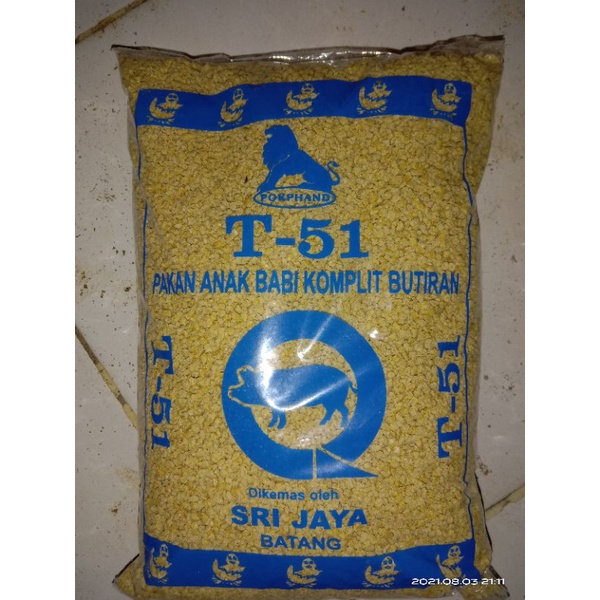 POKPHAND
T-51
PAKAN ANAK BABI KOMPLIT BUTIRAN
T-51
T-51
Dikemas oleh
SRI JAYA
BATANG
2021.08.03 21:11